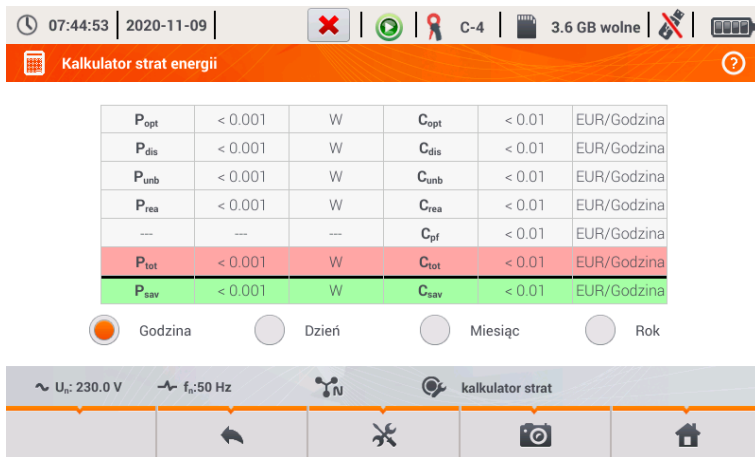 07:44:53 2020-11-09 C-4 3.6 GB wolne
Kalkulator strat energii ?
Popt < 0.001 W Copt < 0.01 EUR/Godzina
Pdis < 0.001 W Cdis < 0.01 EUR/Godzina
Punb < 0.001 W Cunb < 0.01 EUR/Godzina
Prea < 0.001 W Crea < 0.01 EUR/Godzina
--- --- --- Cpf < 0.01 EUR/Godzina
Ptot < 0.001 W Ctot < 0.01 EUR/Godzina
Psav < 0.001 W Csav < 0.01 EUR/Godzina
Godzina Dzień Miesiąc Rok
Un: 230.0 V fn:50 Hz N kalkulator strat